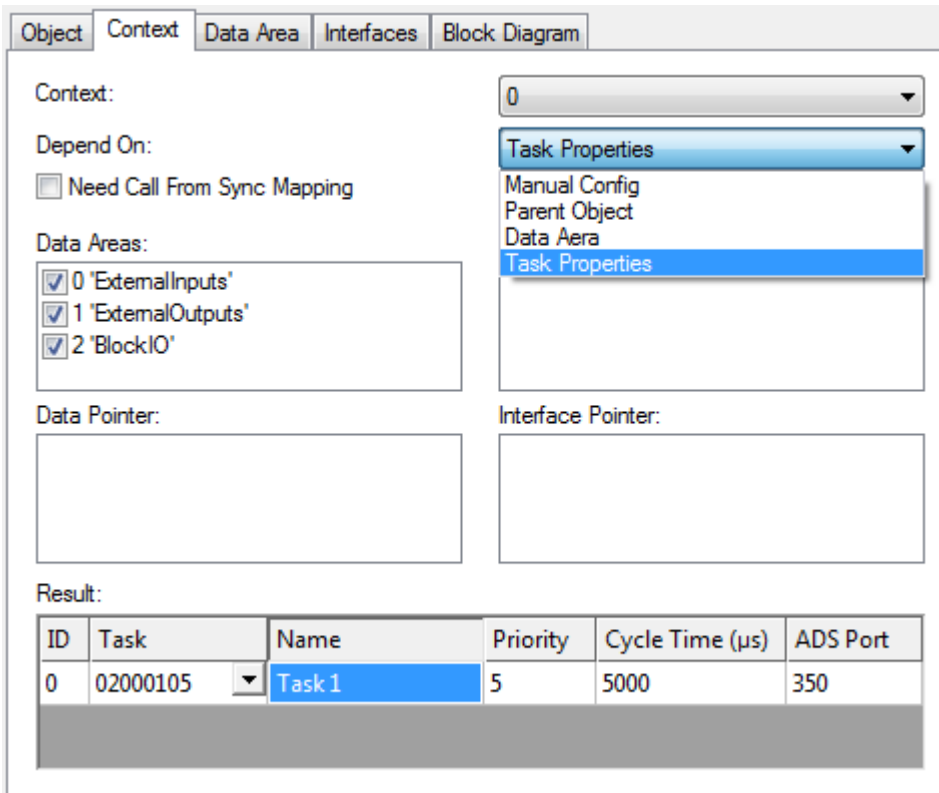 Object Context Data Area Interfaces Block Diagram
Context: 0
Depend On: Task Properties
Need Call From Sync Mapping
Manual Config
Parent Object
Data Aera
Task Properties
Data Areas:
0 'ExternalInputs'
1 'ExternalOutputs'
2 'BlockIO'
Data Pointer: Interface Pointer:
Result:
ID Task Name Priority Cycle Time (µs) ADS Port
0 02000105 Task 1 5 5000 350